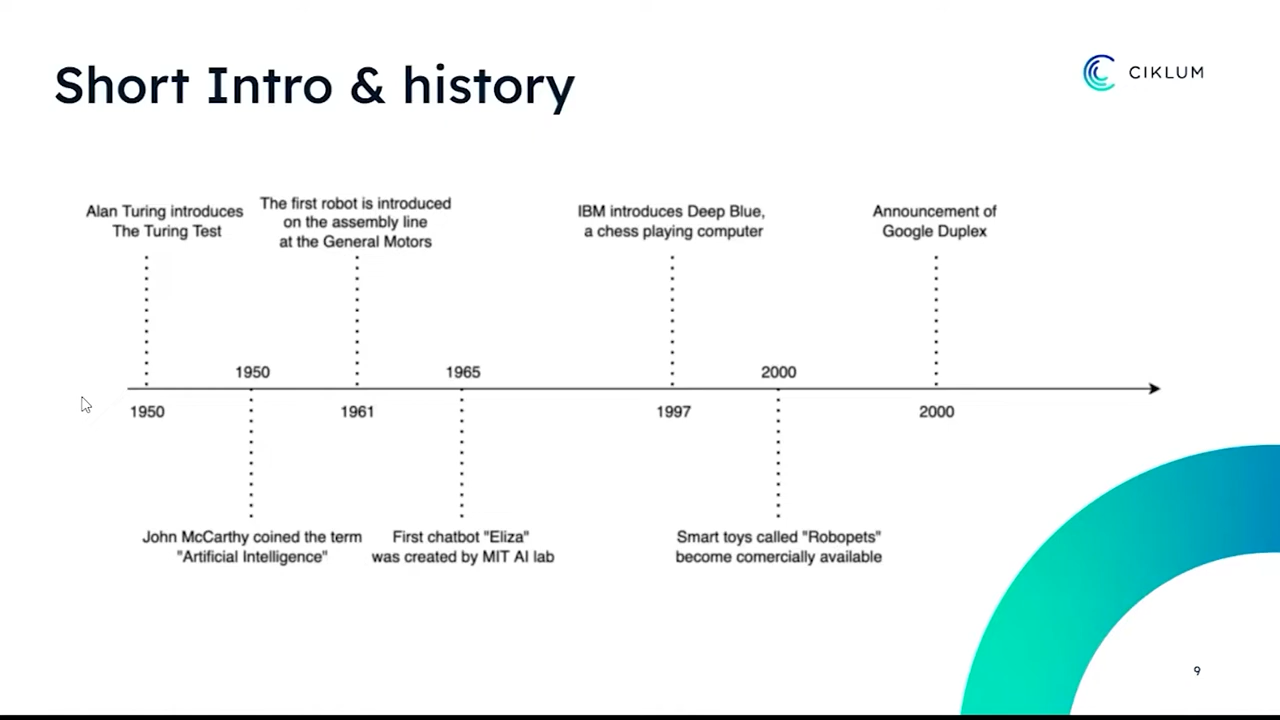 Short Intro & history
CIKLUM
Alan Turing introduces
The Turing Test
The first robot is introduced
on the assembly line
at the General Motors
IBM introduces Deep Blue,
a chess playing computer
Announcement of
Google Duplex
1950
1965
2000
1950
1961
1997
2000
John McCarthy coined the term
"Artificial Intelligence"
First chatbot "Eliza"
was created by MIT AI lab
Smart toys called "Robopets"
become comercially available
9